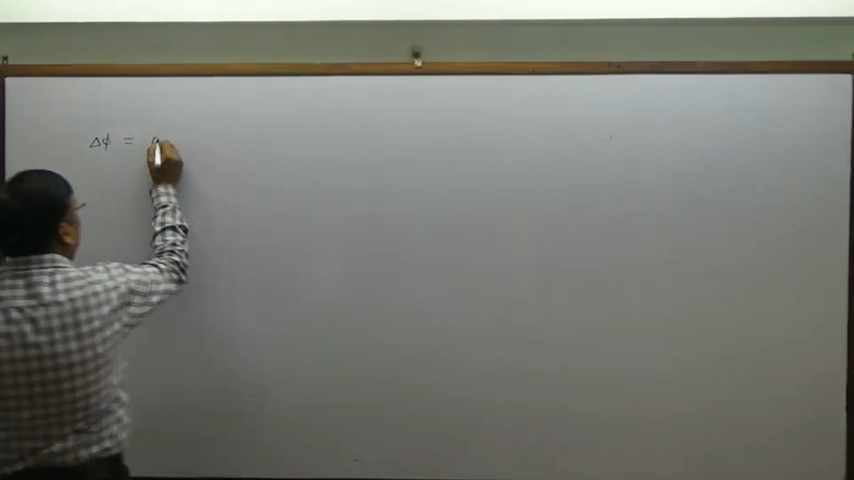 Δφ =